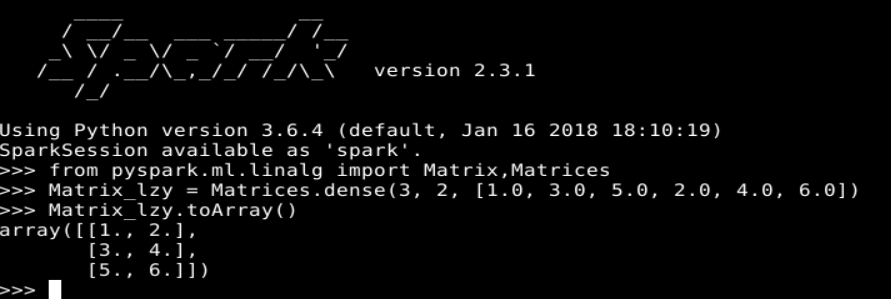 ____              __
     / __/__  ___ _____/ /__
    _\ \/ _ \/ _ `/ __/  '_/
   /__ / .__/\_,_/_/ /_/\_\   version 2.3.1
      /_/
Using Python version 3.6.4 (default, Jan 16 2018 18:10:19)
SparkSession available as 'spark'.
>>> from pyspark.ml.linalg import Matrix,Matrices
>>> Matrix_lzy = Matrices.dense(3, 2, [1.0, 3.0, 5.0, 2.0, 4.0, 6.0])
>>> Matrix_lzy.toArray()
array([[1., 2.],
       [3., 4.],
       [5., 6.]])
>>>